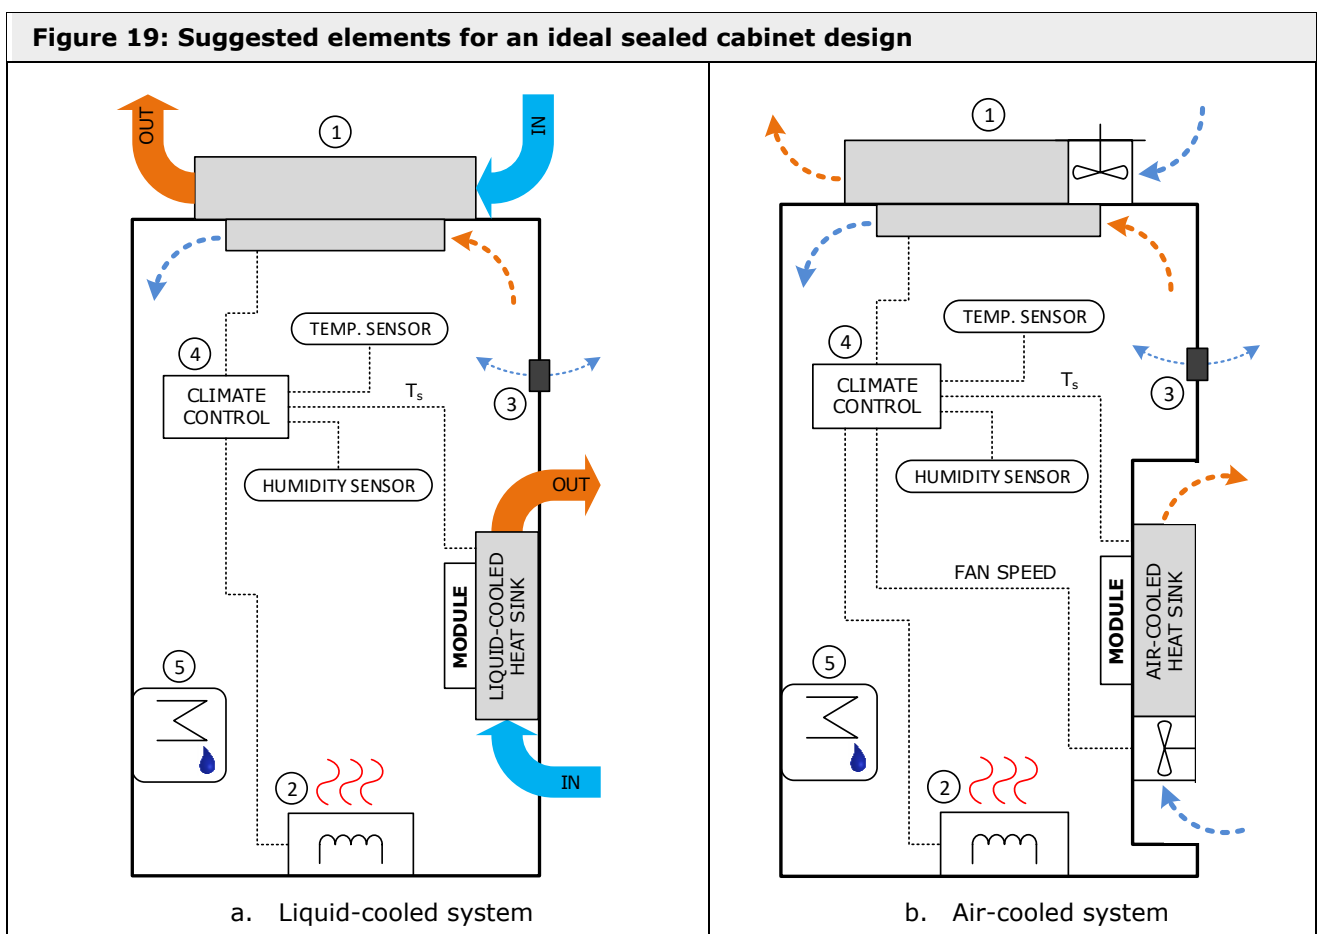 Figure 19: Suggested elements for an ideal sealed cabinet design
OUT
1
IN
TEMP. SENSOR
4
CLIMATE
CONTROL
Ts
3
HUMIDITY SENSOR
OUT
MODULE
LIQUID-COOLED
HEAT SINK
5
2
IN
a. Liquid-cooled system
1
TEMP. SENSOR
4
CLIMATE
CONTROL
Ts
3
HUMIDITY SENSOR
FAN SPEED
MODULE
AIR-COOLED
HEAT SINK
5
2
b. Air-cooled system